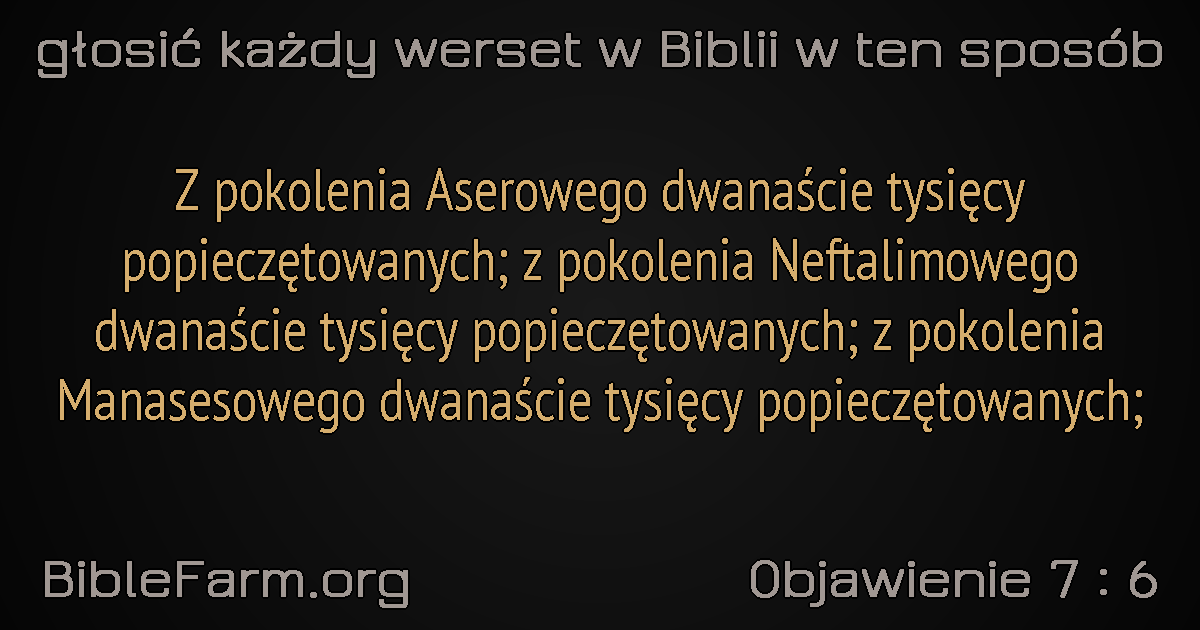 głosić każdy werset w Biblii w ten sposób
Z pokolenia Aserowego dwanaście tysięcy
popieczętowanych; z pokolenia Neftalimowego
dwanaście tysięcy popieczętowanych; z pokolenia
Manasesowego dwanaście tysięcy popieczętowanych;
BibleFarm.org
Objawienie 7 : 6